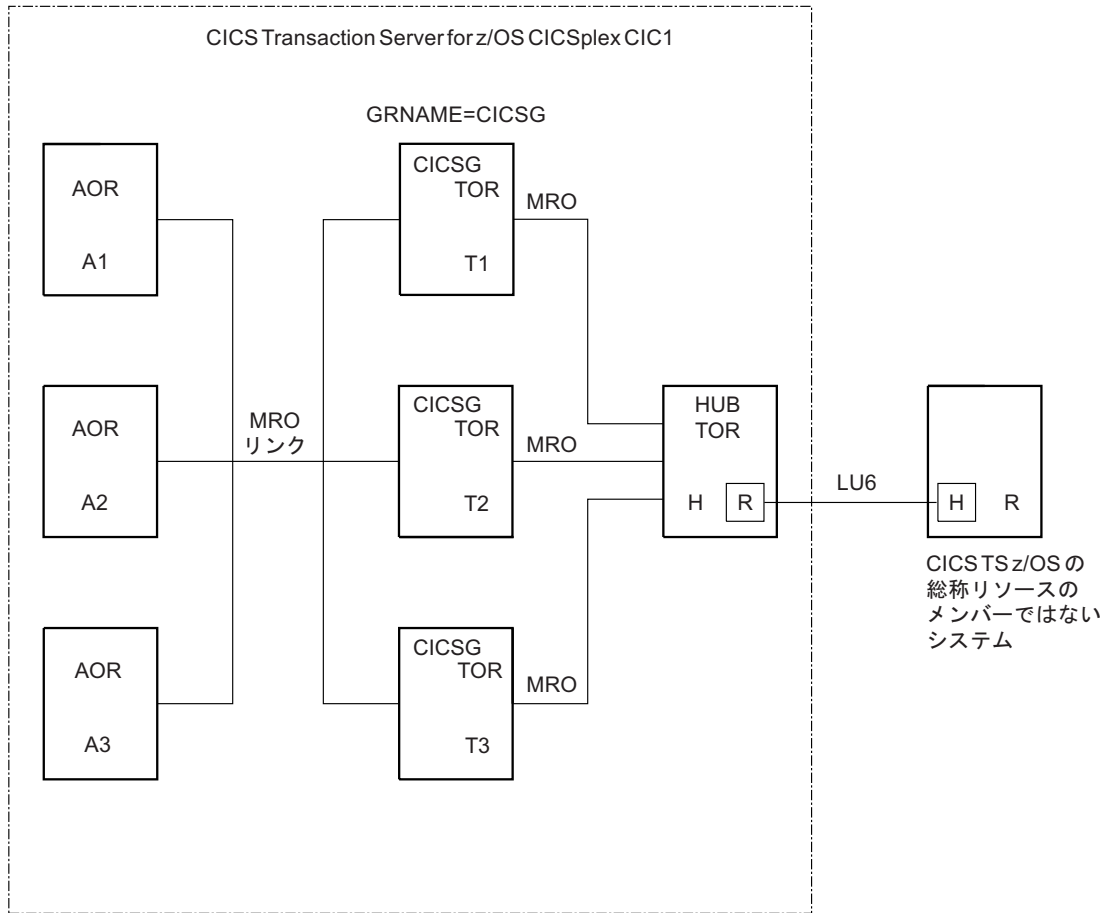 CICS Transaction Server for z/OS CICSplex CIC1
GRNAME=CICSG
AOR
A1
CICSG
TOR
T1
MRO
AOR
A2
MRO
リンク
CICSG
TOR
T2
MRO
HUB
TOR
H
R
LU6
H
R
CICS TS z/OS の
総称リソースの
メンバーではない
システム
AOR
A3
CICSG
TOR
T3
MRO